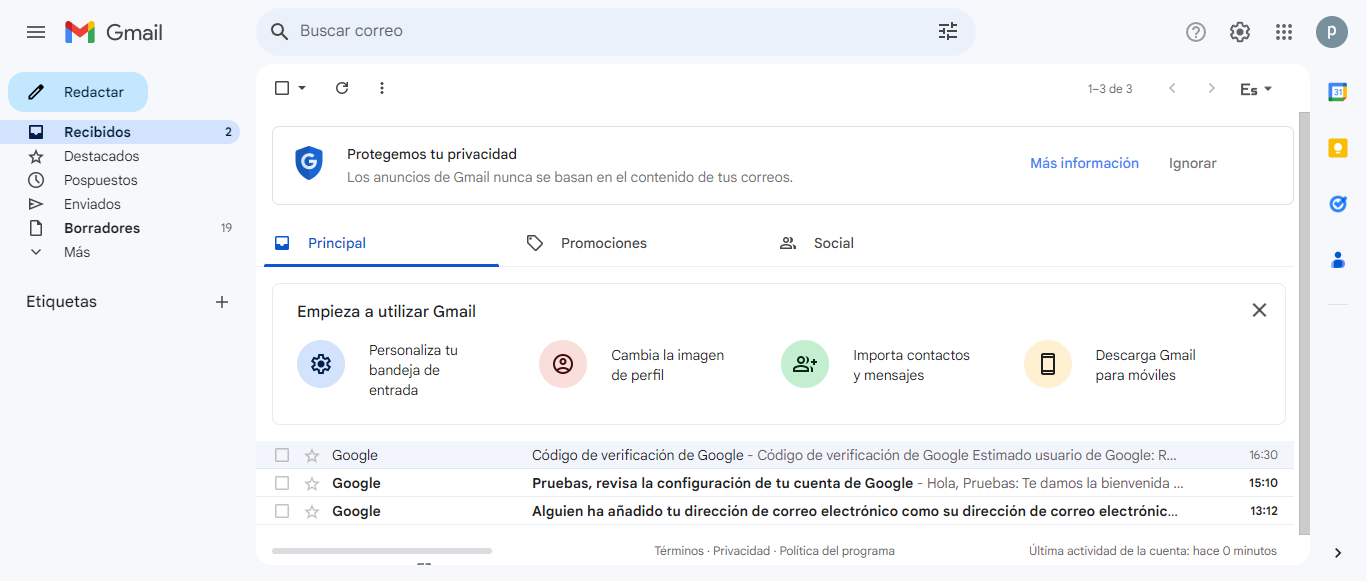 Gmail
Buscar correo
p
Redactar
1–3 de 3
Es
31
Recibidos 2
Destacados
Pospuestos
Enviados
Borradores 19
Más
Etiquetas
G
Protegemos tu privacidad
Los anuncios de Gmail nunca se basan en el contenido de tus correos.
Más información
Ignorar
Principal
Promociones
Social
Empieza a utilizar Gmail
Personaliza tu
bandeja de
entrada
Cambia la imagen
de perfil
Importa contactos
y mensajes
Descarga Gmail
para móviles
Google Código de verificación de Google - Código de verificación de Google Estimado usuario de Google: R... 16:30
Google Pruebas, revisa la configuración de tu cuenta de Google - Hola, Pruebas: Te damos la bienvenida ... 15:10
Google Alguien ha añadido tu dirección de correo electrónico como su dirección de correo electrónic... 13:12
Términos · Privacidad · Política del programa
Última actividad de la cuenta: hace 0 minutos